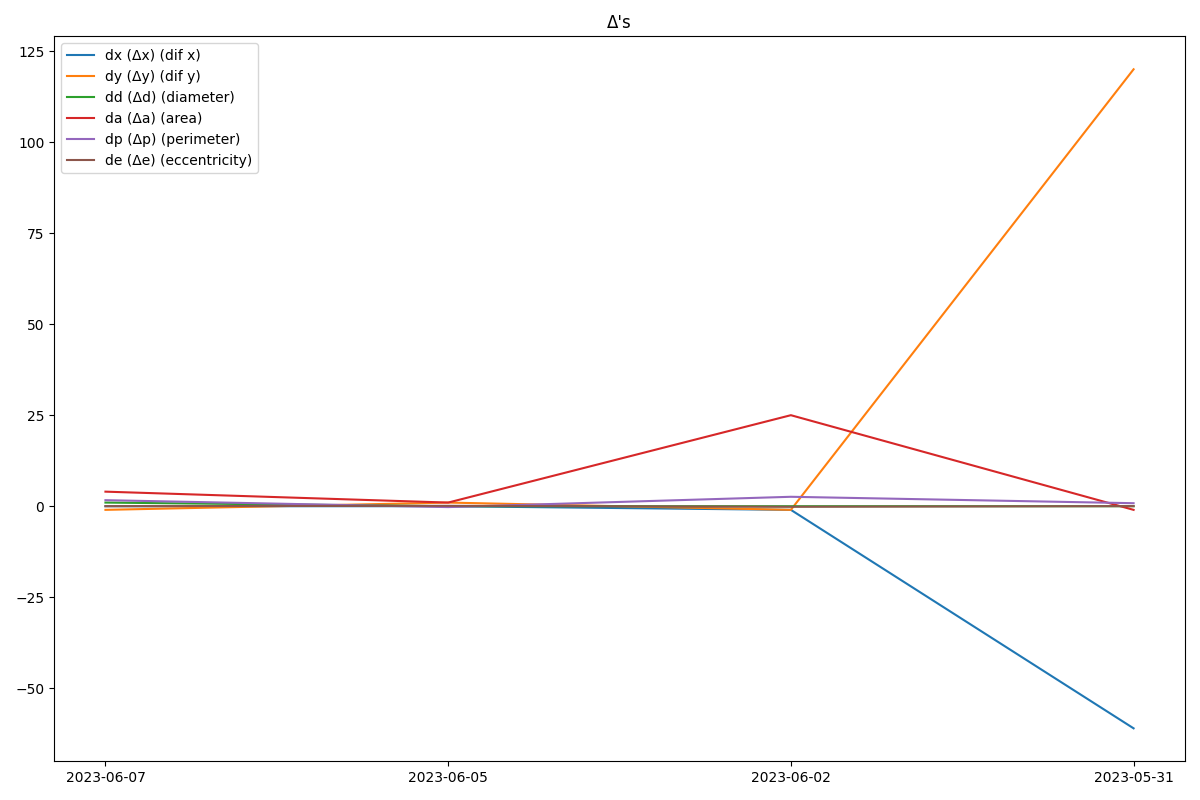 Δ's
125
100
75
50
25
0
−25
−50
dx (Δx) (dif x)
dy (Δy) (dif y)
dd (Δd) (diameter)
da (Δa) (area)
dp (Δp) (perimeter)
de (Δe) (eccentricity)
2023-06-07 2023-06-05 2023-06-02 2023-05-31